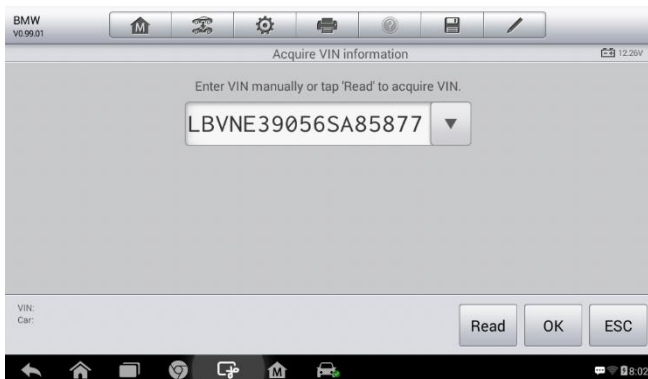 BMW
V0.99.01
Acquire VIN information
12.26V
Enter VIN manually or tap 'Read' to acquire VIN.
LBVNE39056SA85877
VIN:
Car:
Read
OK
ESC
8:02